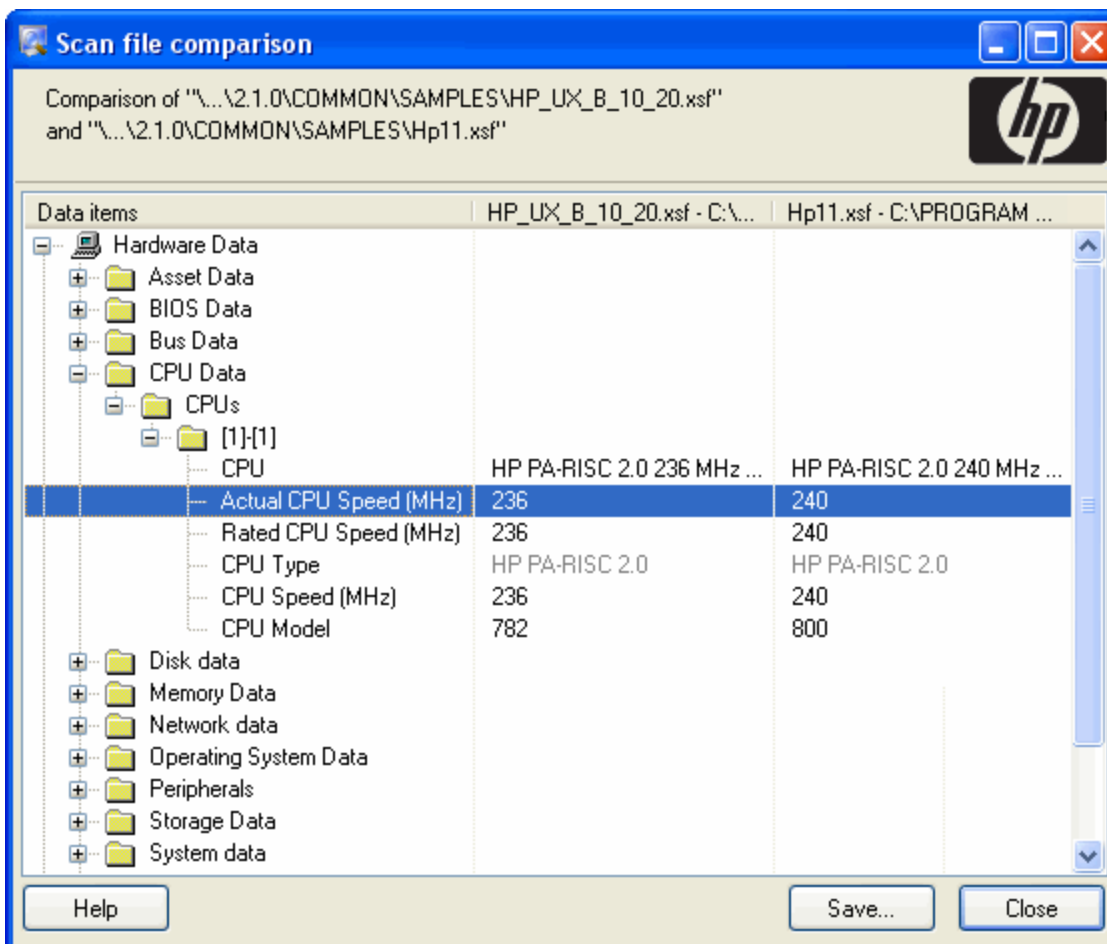 Scan file comparison
Comparison of "\...\2.1.0\COMMON\SAMPLES\HP_UX_B_10_20.xsf"
and "\...\2.1.0\COMMON\SAMPLES\Hp11.xsf"
hp
Data items HP_UX_B_10_20.xsf - C:\... Hp11.xsf - C:\PROGRAM ...
Hardware Data
Asset Data
BIOS Data
Bus Data
CPU Data
CPUs
[1]-[1]
CPU HP PA-RISC 2.0 236 MHz ... HP PA-RISC 2.0 240 MHz ...
Actual CPU Speed (MHz) 236 240
Rated CPU Speed (MHz) 236 240
CPU Type HP PA-RISC 2.0 HP PA-RISC 2.0
CPU Speed (MHz) 236 240
CPU Model 782 800
Disk data
Memory Data
Network data
Operating System Data
Peripherals
Storage Data
System data
Help Save... Close